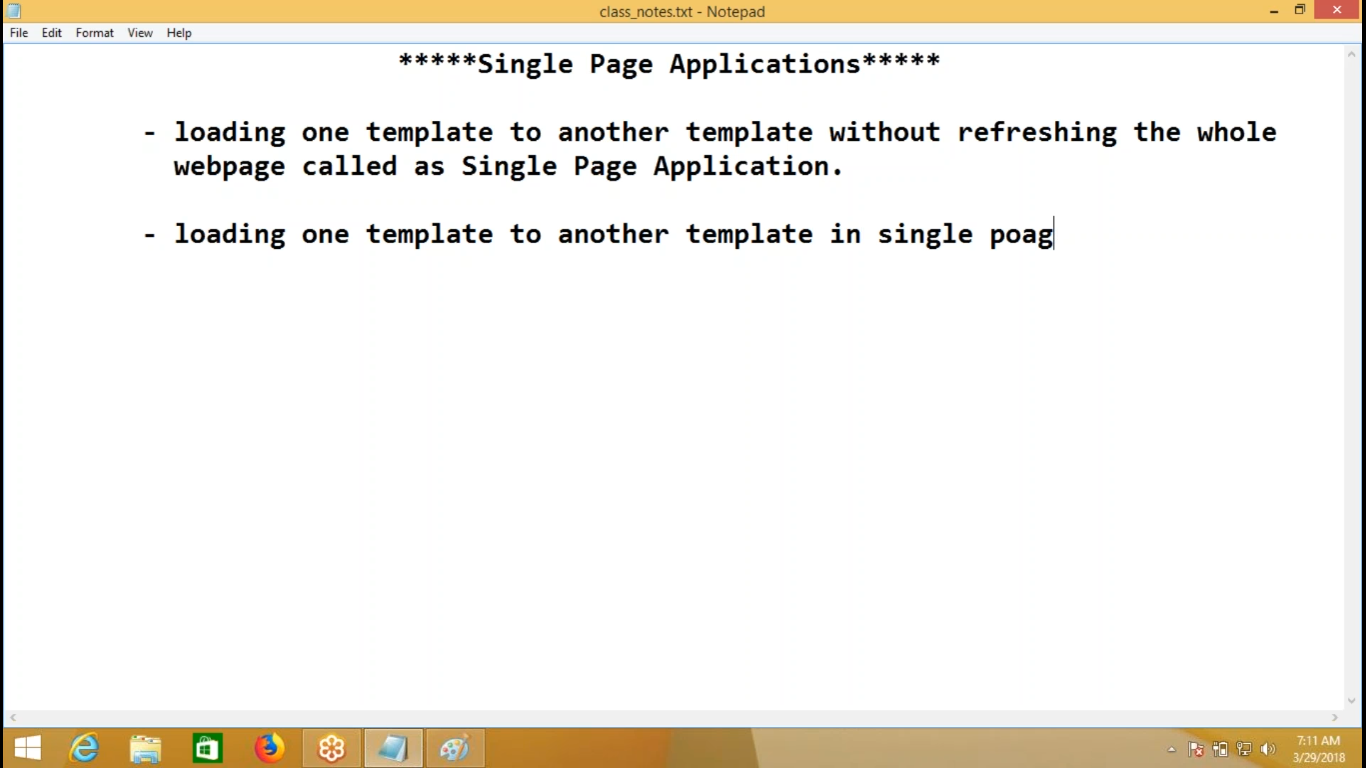 class_notes.txt - Notepad
File Edit Format View Help
*****Single Page Applications*****
- loading one template to another template without refreshing the whole
webpage called as Single Page Application.
- loading one template to another template in single poag
7:11 AM
3/29/2018